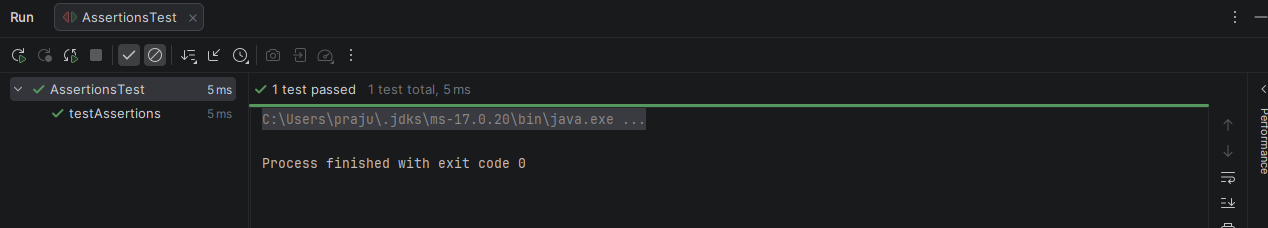 Run AssertionsTest
AssertionsTest 5 ms
testAssertions 5 ms
1 test passed 1 test total, 5 ms
C:\Users\praju\.jdks\ms-17.0.20\bin\java.exe ...
Process finished with exit code 0
Performance